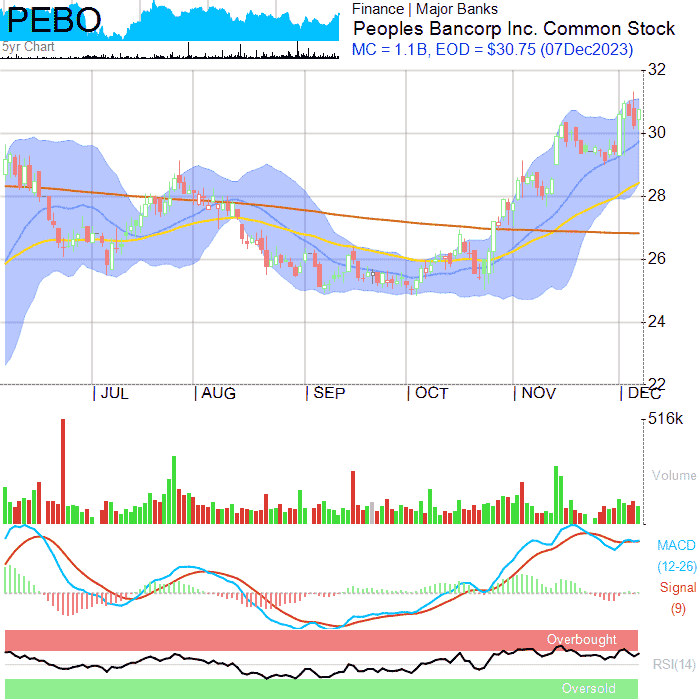 PEBO
5yr Chart
Finance | Major Banks
Peoples Bancorp Inc. Common Stock
MC = 1.1B, EOD = $30.75 (07Dec2023)
32
30
28
26
24
22
JUL AUG SEP OCT NOV DEC
516k
Volume
MACD
(12-26)
Signal
(9)
Overbought
RSI(14)
Oversold